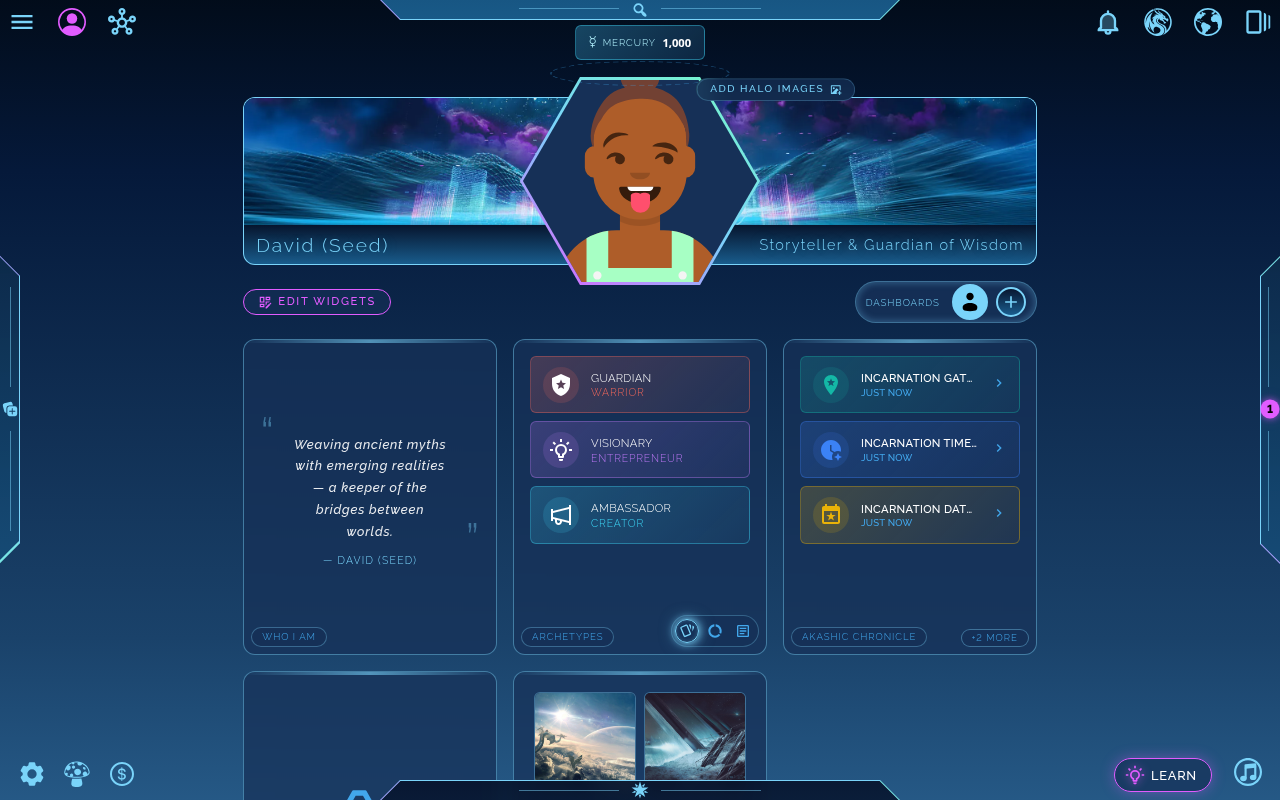 MERCURY 1,000
ADD HALO IMAGES
David (Seed)
Storyteller & Guardian of Wisdom
EDIT WIDGETS
DASHBOARDS
“
Weaving ancient myths
with emerging realities
— a keeper of the
bridges between
worlds.
”
— DAVID (SEED)
WHO I AM
GUARDIAN
WARRIOR
VISIONARY
ENTREPRENEUR
AMBASSADOR
CREATOR
ARCHETYPES
INCARNATION GAT...
JUST NOW
INCARNATION TIME...
JUST NOW
INCARNATION DAT...
JUST NOW
AKASHIC CHRONICLE
+2 MORE
1
LEARN